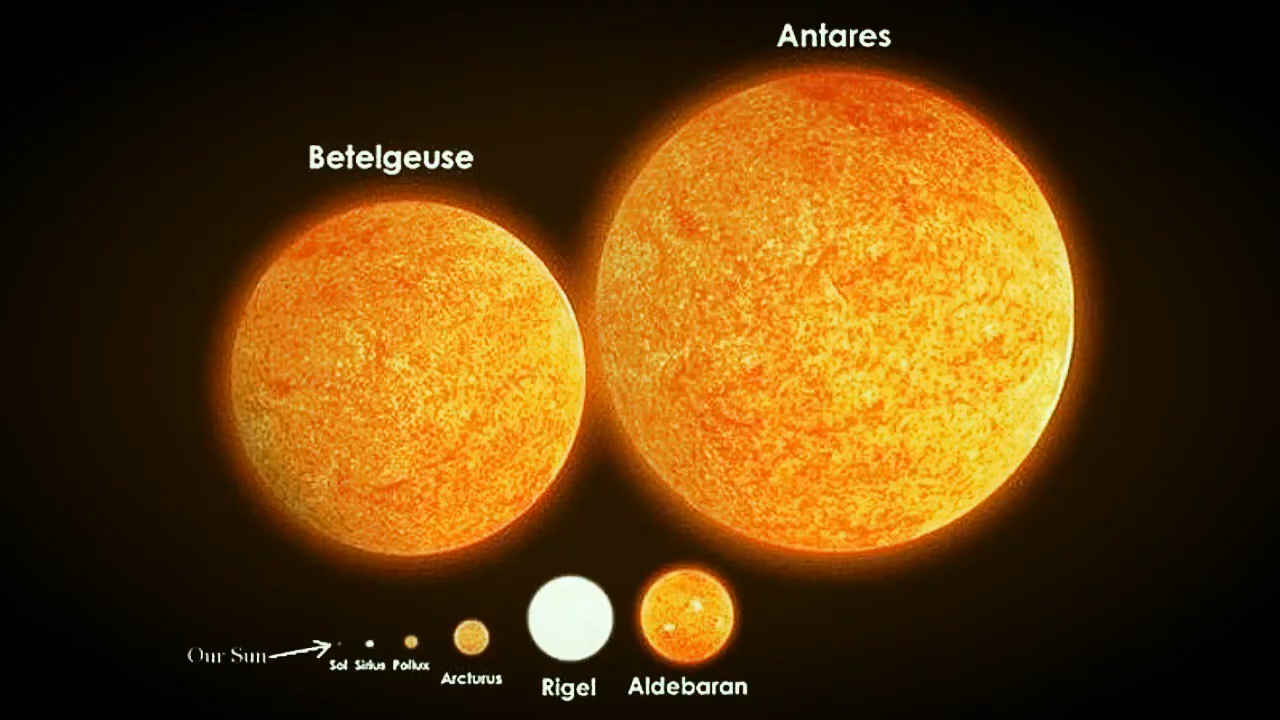 Antares
Betelgeuse
Our Sun
Sol Sirius Pollux
Arcturus
Rigel
Aldebaran